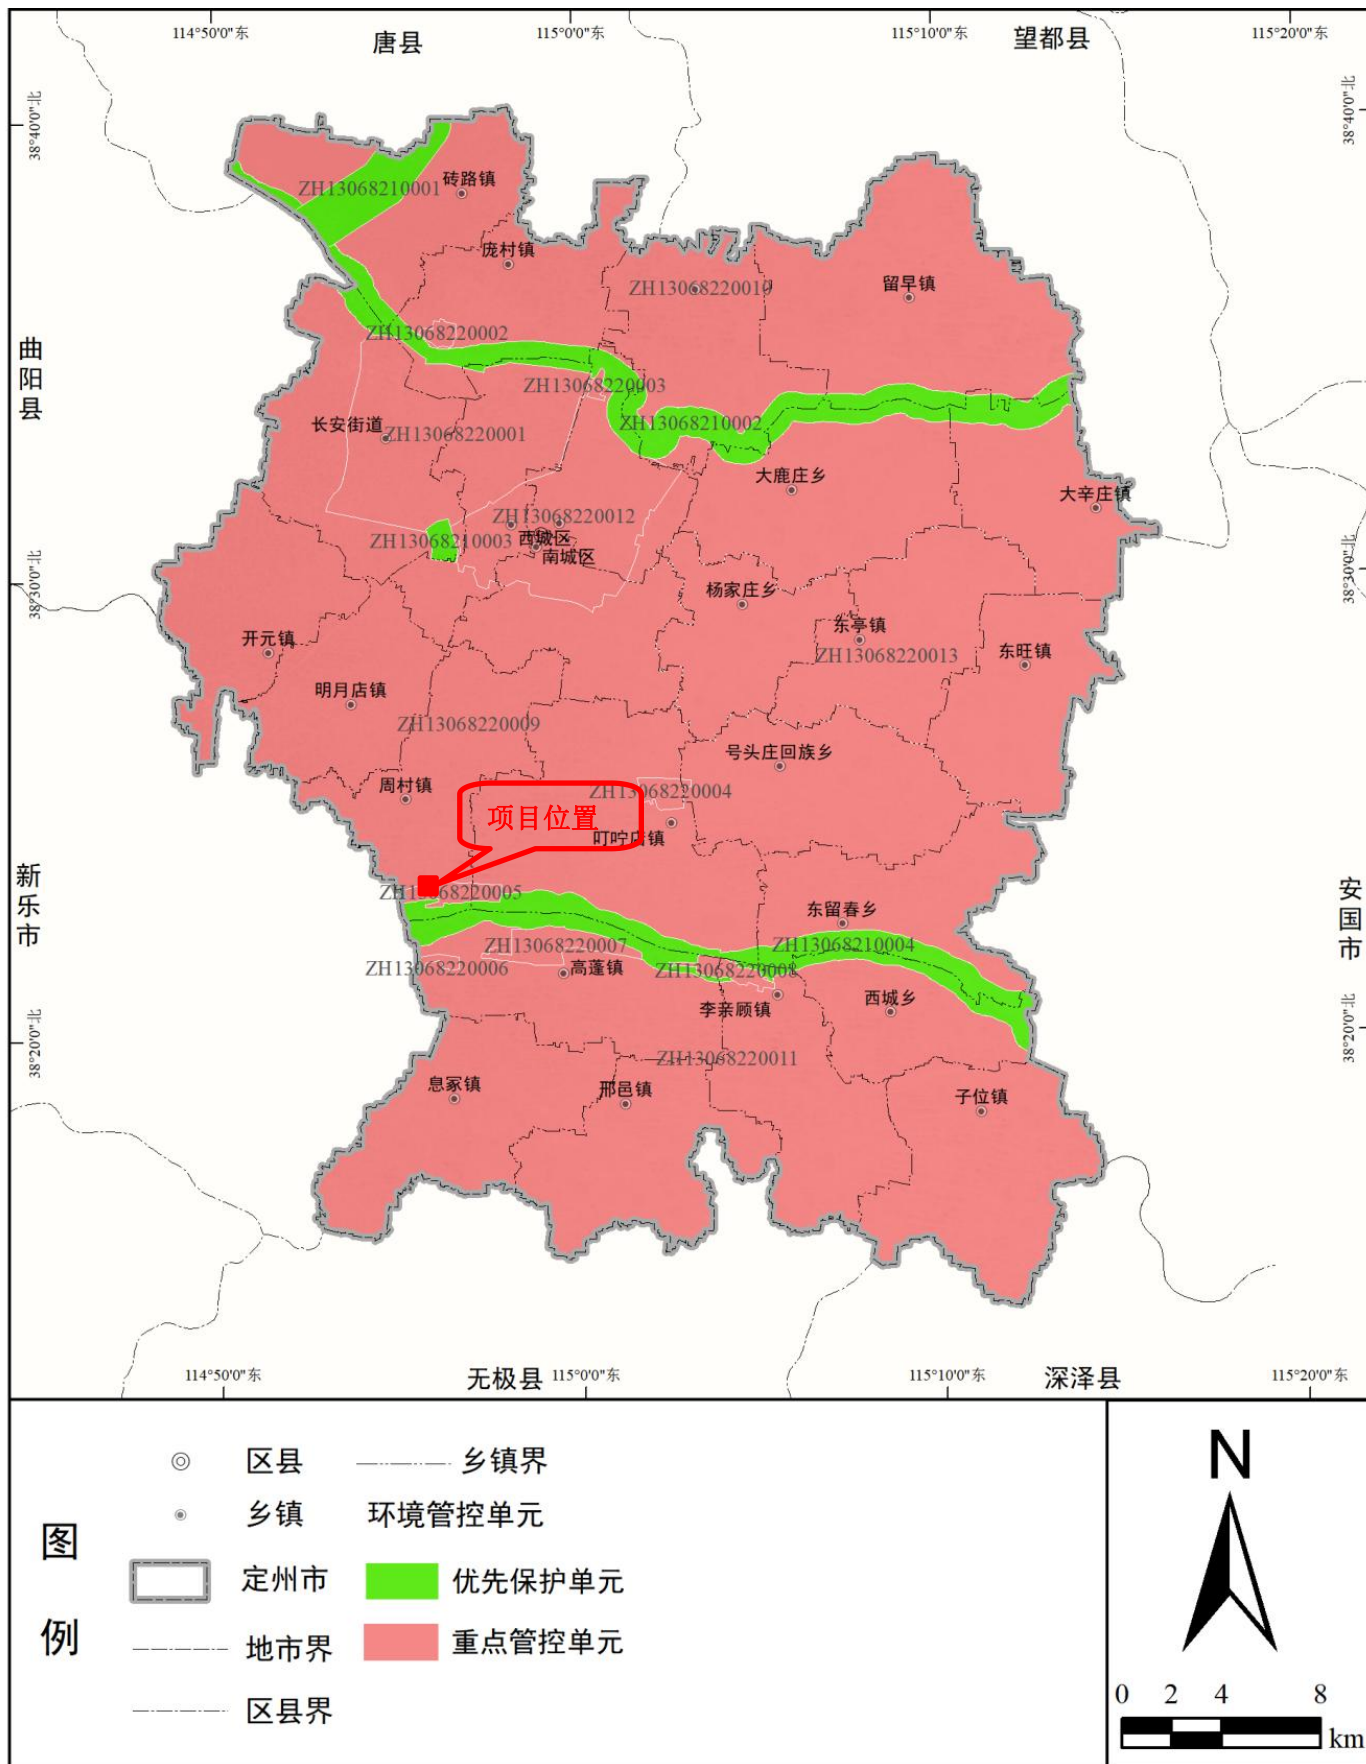 114°50'0"东
115°0'0"东
115°10'0"东
115°20'0"东
唐县
望都县
38°40'0"北
38°40'0"北
ZH13068210001
砖路镇
庞村镇
ZH13068220010
留早镇
ZH13068220002
曲阳县
ZH13068220003
长安街道
ZH13068220001
ZH13068210002
大鹿庄乡
大辛庄镇
ZH13068220012
ZH13068210003
西城区
南城区
38°30'0"北
38°30'0"北
杨家庄乡
开元镇
东亭镇
ZH13068220013
东旺镇
明月店镇
ZH13068220009
号头庄回族乡
周村镇
ZH13068220004
项目位置
叮咛店镇
新乐市
安国市
ZH13068220005
东留春乡
ZH13068220007
ZH13068210004
ZH13068220006
高蓬镇
ZH13068220008
李亲顾镇
西城乡
38°20'0"北
38°20'0"北
ZH13068220011
息冢镇
邢邑镇
子位镇
114°50'0"东
无极县
115°0'0"东
115°10'0"东
深泽县
115°20'0"东
图例
区县
乡镇界
乡镇
环境管控单元
定州市
优先保护单元
地市界
重点管控单元
区县界
N
0 2 4 8
km